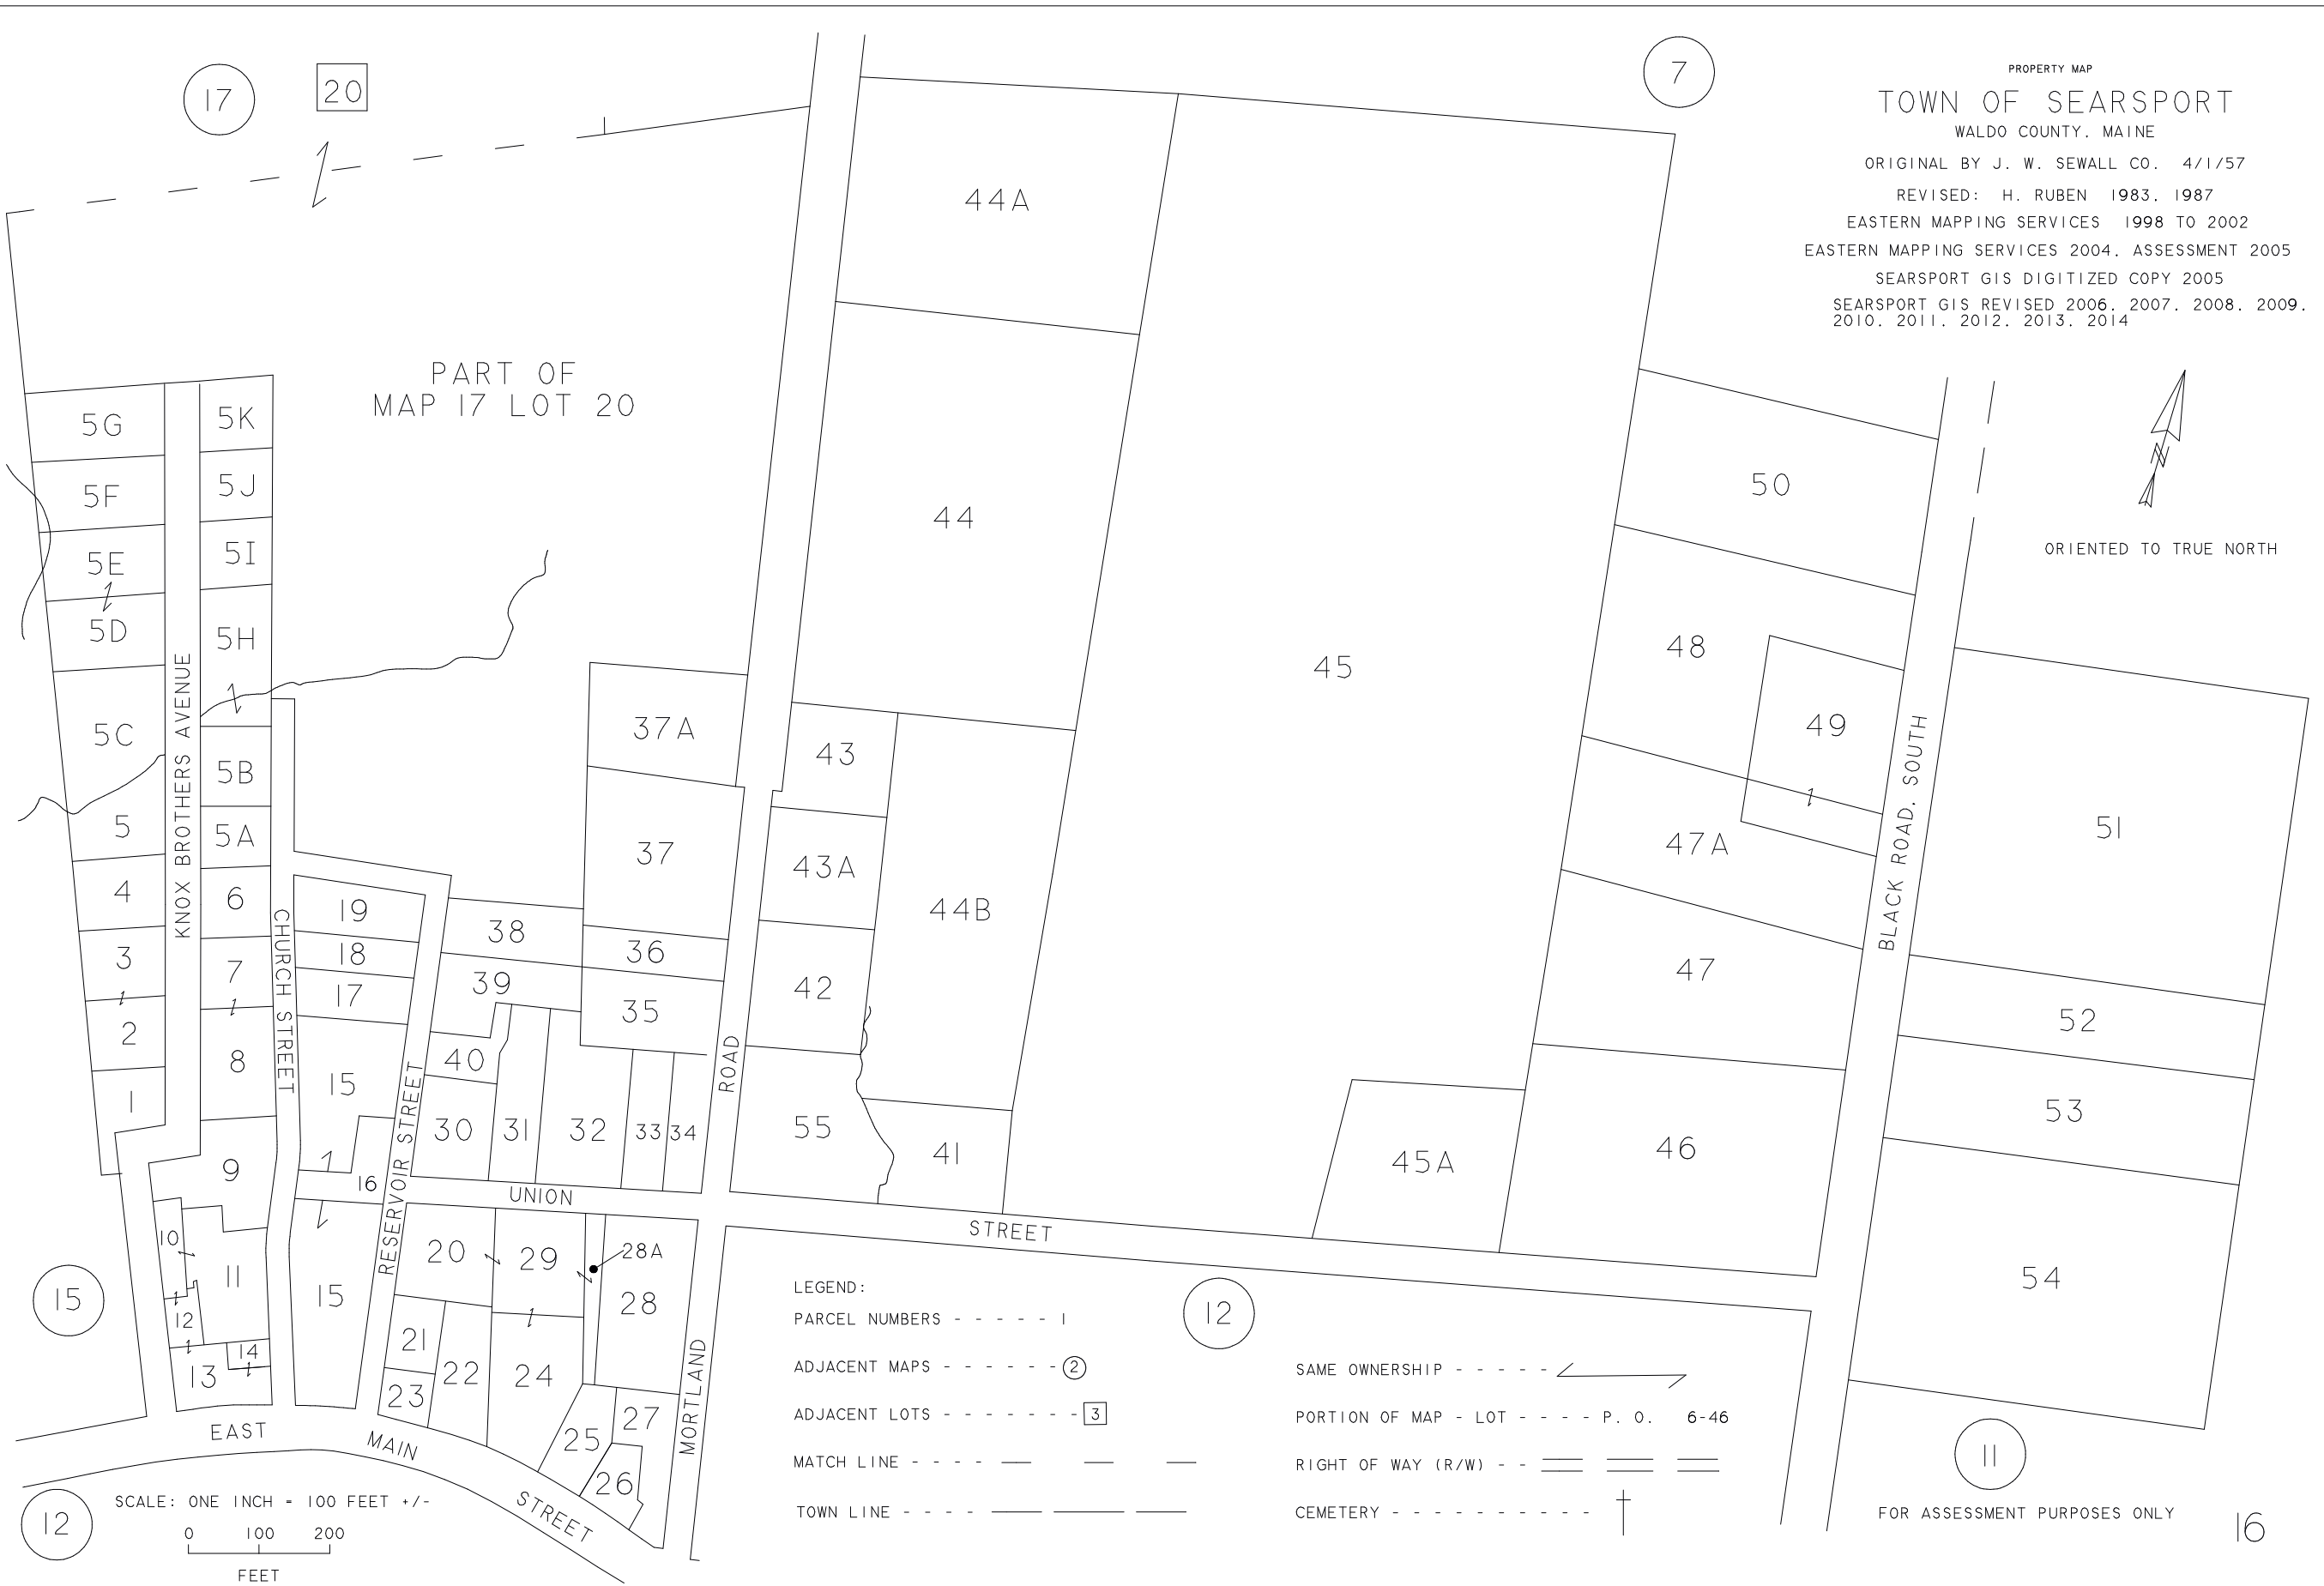 PROPERTY MAP
TOWN OF SEARSPORT
WALDO COUNTY, MAINE
ORIGINAL BY J. W. SEWALL CO. 4/1/57
REVISED: H. RUBEN 1983, 1987
EASTERN MAPPING SERVICES 1998 TO 2002
EASTERN MAPPING SERVICES 2004, ASSESSMENT 2005
SEARSPORT GIS DIGITIZED COPY 2005
SEARSPORT GIS REVISED 2006, 2007, 2008, 2009,
2010, 2011, 2012, 2013, 2014
ORIENTED TO TRUE NORTH
N
17
20
7
PART OF
MAP 17 LOT 20
5G
5K
5F
5J
5E
5I
5D
5H
5C
5B
5
5A
4
6
3
7
2
8
1
9
10
11
12
13
14
15
KNOX BROTHERS AVENUE
CHURCH STREET
19
18
17
15
16
15
RESERVOIR STREET
38
39
40
30
31
32
33
34
35
36
37
37A
UNION
STREET
20
29
28A
28
21
22
23
24
25
26
27
MORTLAND
ROAD
44A
44
43
43A
42
44B
55
41
45
45A
46
47
47A
48
49
50
BLACK ROAD, SOUTH
51
52
53
54
EAST
MAIN
STREET
12
SCALE: ONE INCH = 100 FEET +/-
0 100 200
FEET
LEGEND:
PARCEL NUMBERS - - - - - 1
ADJACENT MAPS - - - - - - 2
ADJACENT LOTS - - - - - - - 3
MATCH LINE - - - -
TOWN LINE - - - -
12
SAME OWNERSHIP - - - - -
PORTION OF MAP - LOT - - - - P. O. 6-46
RIGHT OF WAY (R/W) - -
CEMETERY - - - - - - - - - -
11
FOR ASSESSMENT PURPOSES ONLY
16